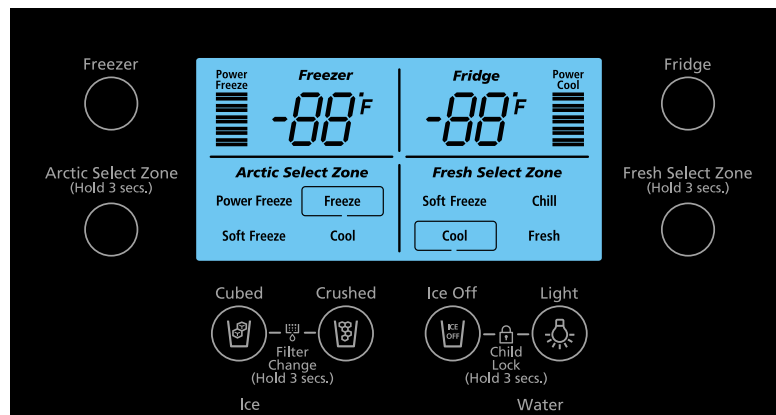 Freezer
Fridge
Power
Freeze
Freezer
-88°F
Fridge
-88°F
Power
Cool
Arctic Select Zone
(Hold 3 secs.)
Fresh Select Zone
(Hold 3 secs.)
Arctic Select Zone
Power Freeze Freeze
Soft Freeze Cool
Fresh Select Zone
Soft Freeze Chill
Cool Fresh
Cubed Crushed
Filter
Change
(Hold 3 secs.)
Ice Off Light
ICE
OFF
Child
Lock
(Hold 3 secs.)
Ice
Water